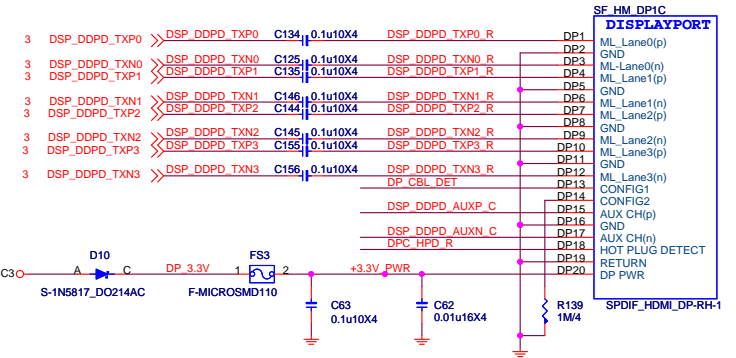 SF_HM_DP1C
DISPLAYPORT
3 DSP_DDPD_TXP0 DSP_DDPD_TXP0 C134 0.1u10X4 DSP_DDPD_TXP0_R DP1 ML_Lane0(p)
DP2 GND
3 DSP_DDPD_TXN0 DSP_DDPD_TXN0 C125 0.1u10X4 DSP_DDPD_TXN0_R DP3 ML-Lane0(n)
3 DSP_DDPD_TXP1 DSP_DDPD_TXP1 C135 0.1u10X4 DSP_DDPD_TXP1_R DP4 ML_Lane1(p)
DP5 GND
3 DSP_DDPD_TXN1 DSP_DDPD_TXN1 C146 0.1u10X4 DSP_DDPD_TXN1_R DP6 ML_Lane1(n)
3 DSP_DDPD_TXP2 DSP_DDPD_TXP2 C144 0.1u10X4 DSP_DDPD_TXP2_R DP7 ML_Lane2(p)
DP8 GND
3 DSP_DDPD_TXN2 DSP_DDPD_TXN2 C145 0.1u10X4 DSP_DDPD_TXN2_R DP9 ML_Lane2(n)
3 DSP_DDPD_TXP3 DSP_DDPD_TXP3 C155 0.1u10X4 DSP_DDPD_TXP3_R DP10 ML_Lane3(p)
DP11 GND
3 DSP_DDPD_TXN3 DSP_DDPD_TXN3 C156 0.1u10X4 DSP_DDPD_TXN3_R DP12 ML_Lane3(n)
DP_CBL_DET DP13 CONFIG1
DP14 CONFIG2
DSP_DDPD_AUXP_C DP15 AUX CH(p)
DP16 GND
DSP_DDPD_AUXN_C DP17 AUX CH(n)
DPC_HPD_R DP18 HOT PLUG DETECT
DP19 RETURN
DP20 DP PWR
D10 FS3
C3 A C DP_3.3V 1 2 +3.3V_PWR
S-1N5817_DO214AC F-MICROSMD110
C63 C62 R139 SPDIF_HDMI_DP-RH-1
0.1u10X4 0.01u16X4 1M/4